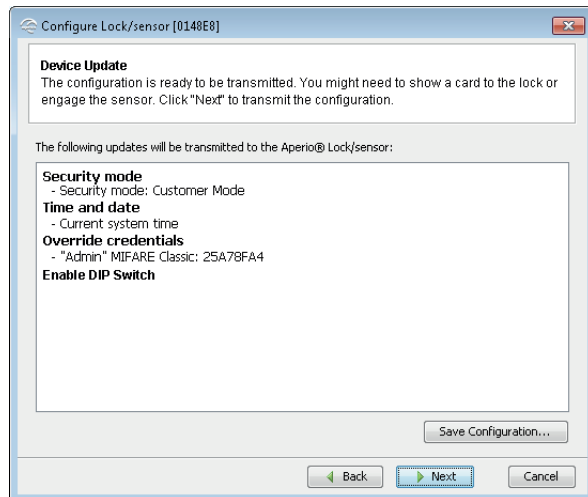 Configure Lock/sensor [0148E8]
Device Update
The configuration is ready to be transmitted. You might need to show a card to the lock or
engage the sensor. Click "Next" to transmit the configuration.
The following updates will be transmitted to the Aperio® Lock/sensor:
Security mode
- Security mode: Customer Mode
Time and date
- Current system time
Override credentials
- "Admin" MIFARE Classic: 25A78FA4
Enable DIP Switch
Save Configuration...
Back Next Cancel